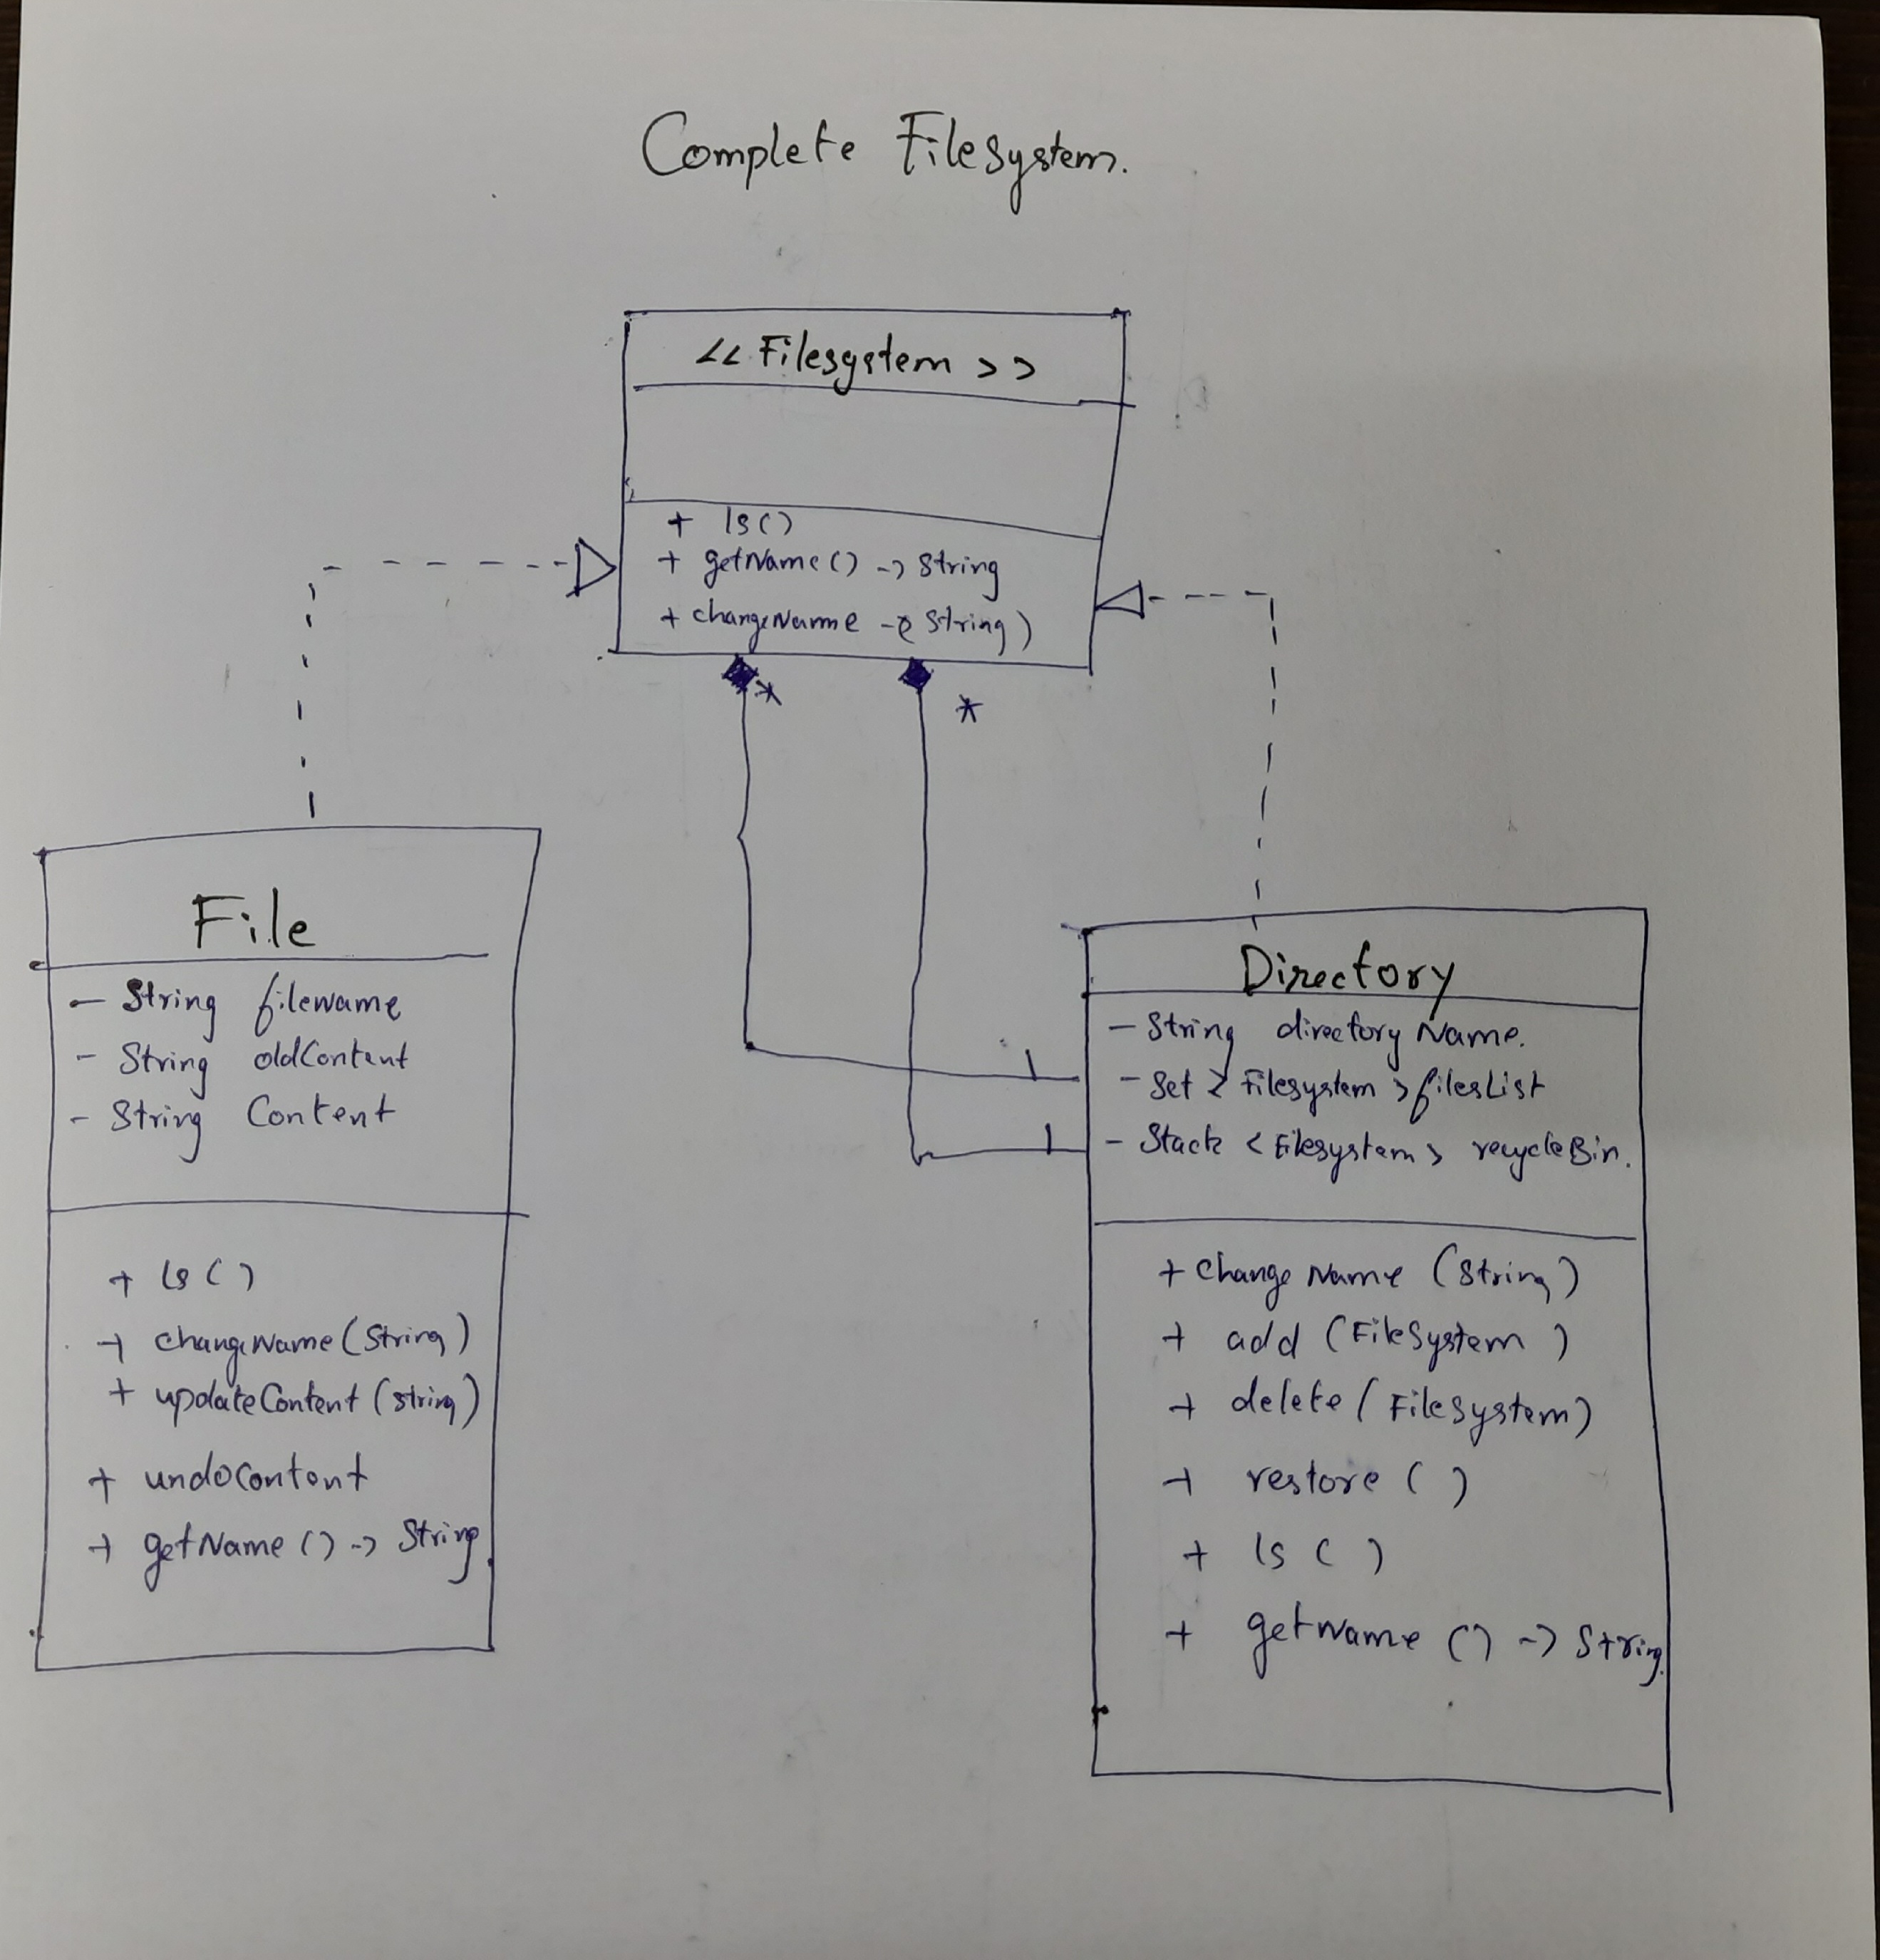 Complete Filesystem.
<< Filesystem >>
+ ls()
+ getName() -> String
+ changeName -( String)
*
*
File
- String fileName
- String oldContent
- String Content
+ ls()
+ changeName(String)
+ updateContent(String)
+ undoContent
+ getName() -> String
1
1
Directory
- String directoryName.
- Set < Filesystem > filesList
- Stack < Filesystem > recycleBin.
+ changeName (String)
+ add (FileSystem )
+ delete (FileSystem)
+ restore ( )
+ ls ( )
+ getName () -> String.